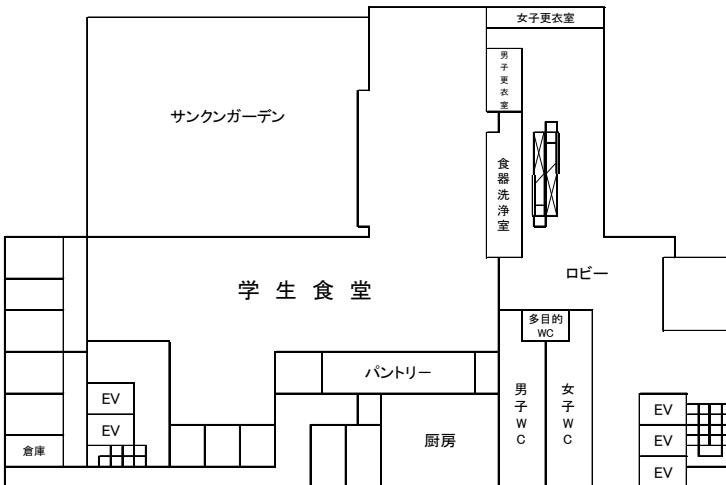 女子更衣室
男子更衣室
サンクンガーデン
食器洗浄室
ロビー
学生食堂
多目的
WC
パントリー
男子WC
女子WC
EV
EV
EV
EV
EV
厨房
倉庫